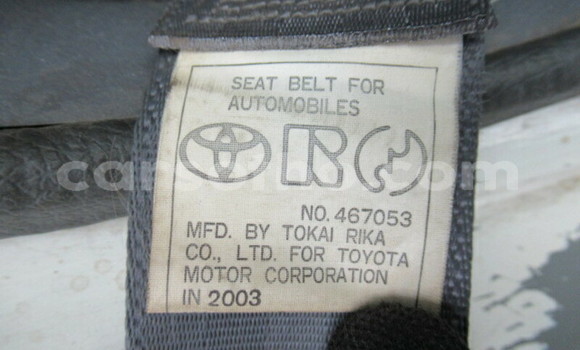 SEAT BELT FOR
AUTOMOBILES
R
NO. 467053
MFD. BY TOKAI RIKA
CO., LTD. FOR TOYOTA
MOTOR CORPORATION
IN 2003